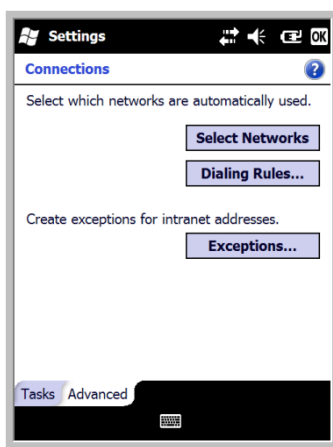 Settings
OK
Connections
?
Select which networks are automatically used.
Select Networks
Dialing Rules...
Create exceptions for intranet addresses.
Exceptions...
Tasks Advanced